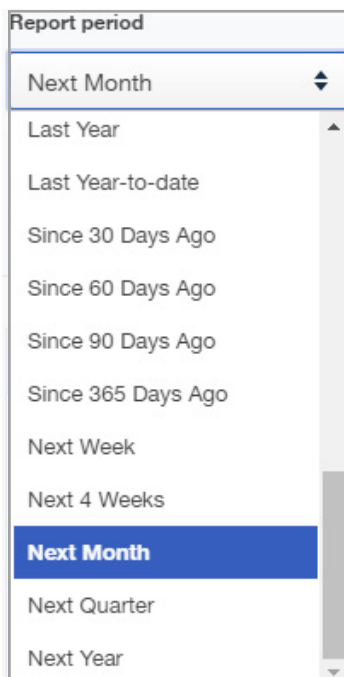 Report period
Next Month
Last Year
Last Year-to-date
Since 30 Days Ago
Since 60 Days Ago
Since 90 Days Ago
Since 365 Days Ago
Next Week
Next 4 Weeks
Next Month
Next Quarter
Next Year